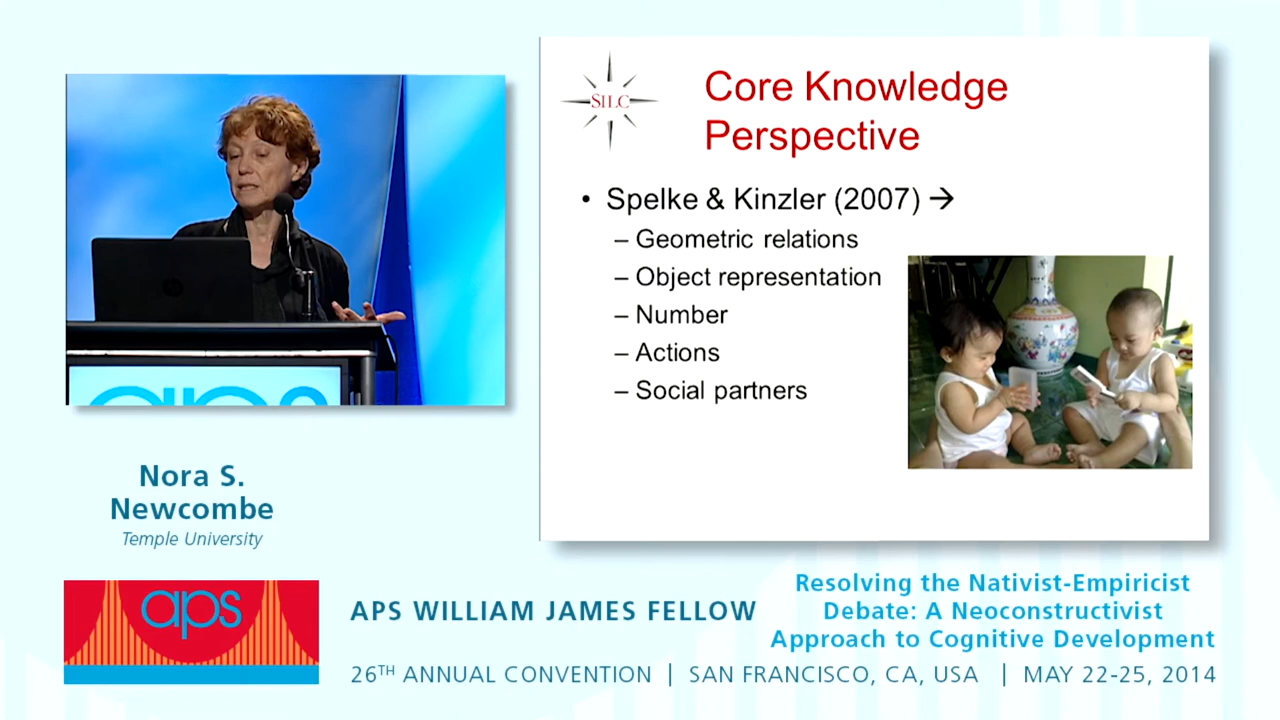 SILC
Core Knowledge
Perspective
• Spelke & Kinzler (2007) →
– Geometric relations
– Object representation
– Number
– Actions
– Social partners
aps
Nora S.
Newcombe
Temple University
aps
APS WILLIAM JAMES FELLOW
Resolving the Nativist-Empiricist
Debate: A Neoconstructivist
Approach to Cognitive Development
26TH ANNUAL CONVENTION | SAN FRANCISCO, CA, USA | MAY 22-25, 2014